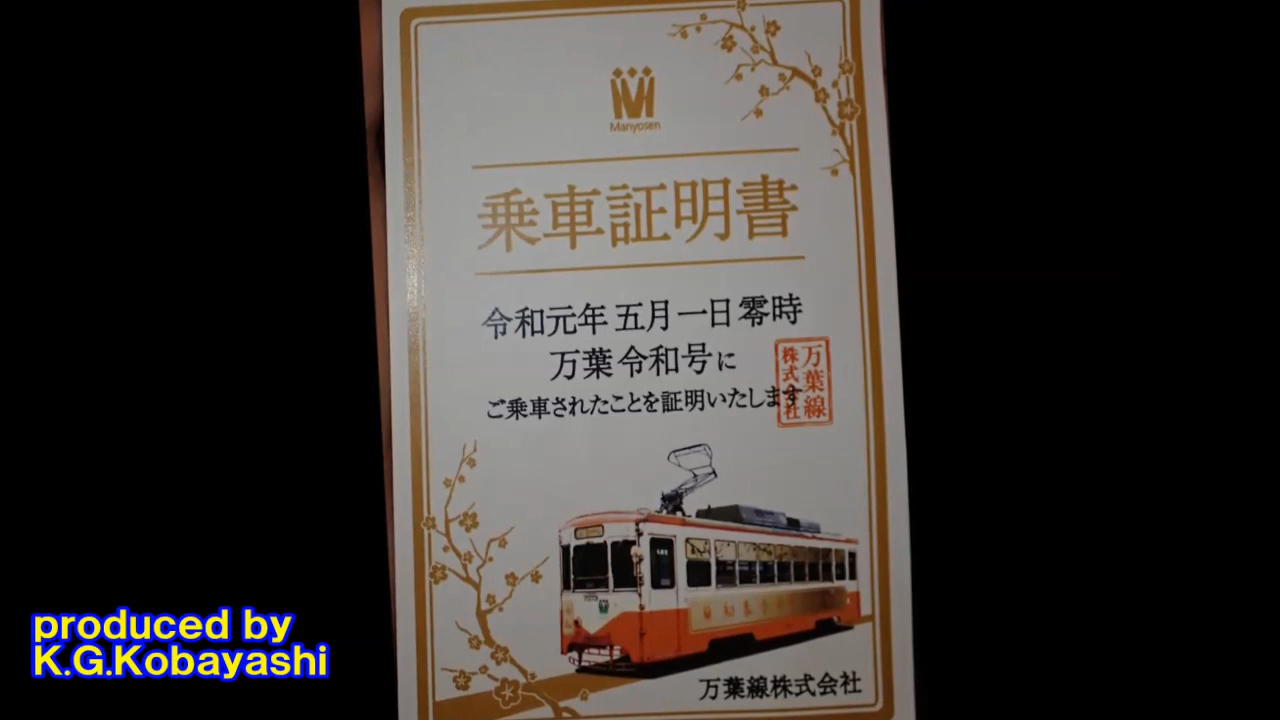 Manyosen
乗車証明書
令和元年 五月一日 零時
万葉令和号に
ご乗車されたことを証明いたします
万葉線
株式会社
万葉線株式会社
produced by
K.G.Kobayashi